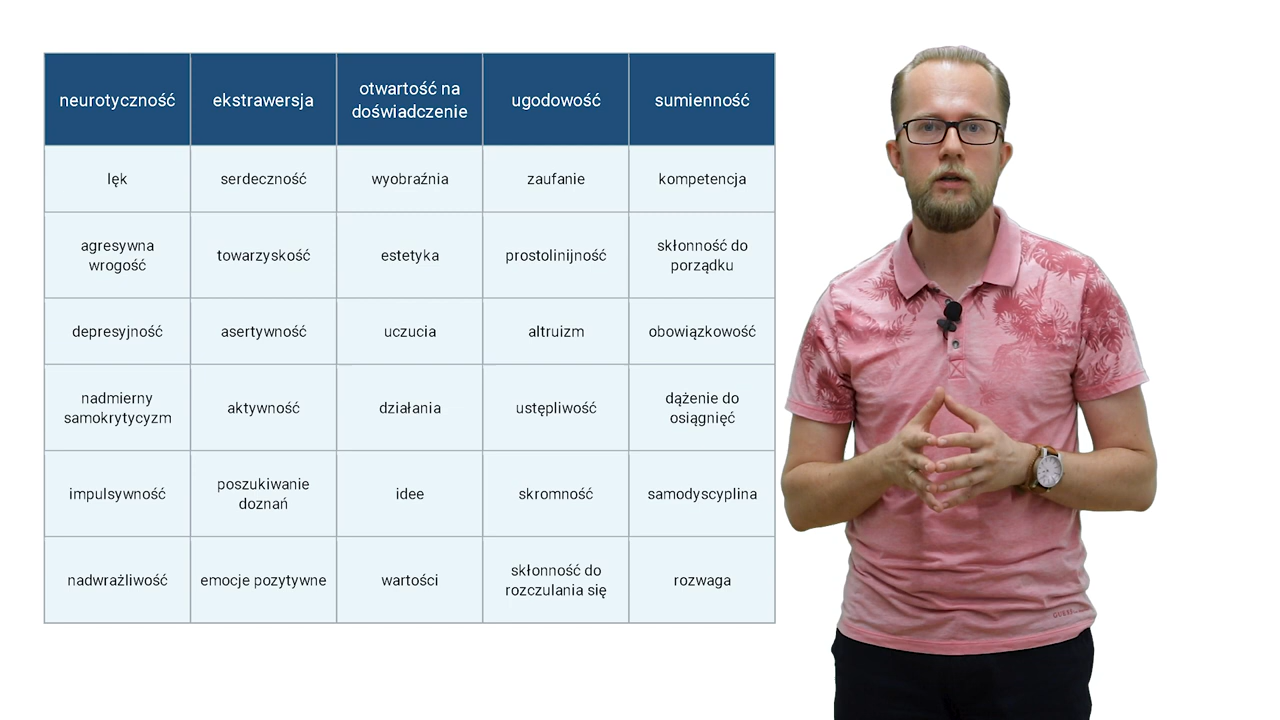 neurotyczność ekstrawersja otwartość na doświadczenie ugodowość sumienność
lęk serdeczność wyobraźnia zaufanie kompetencja
agresywna wrogość towarzyskość estetyka prostolinijność skłonność do porządku
depresyjność asertywność uczucia altruizm obowiązkowość
nadmierny samokrytycyzm aktywność działania ustępliwość dążenie do osiągnięć
impulsywność poszukiwanie doznań idee skromność samodyscyplina
nadwrażliwość emocje pozytywne wartości skłonność do rozczulania się rozwaga
GUESS